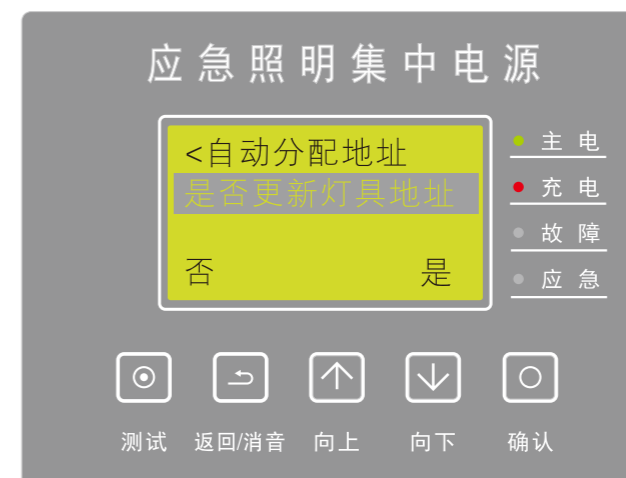 应急照明集中电源
<自动分配地址
是否更新灯具地址
否 是
主电
充电
故障
应急
测试 返回/消音 向上 向下 确认